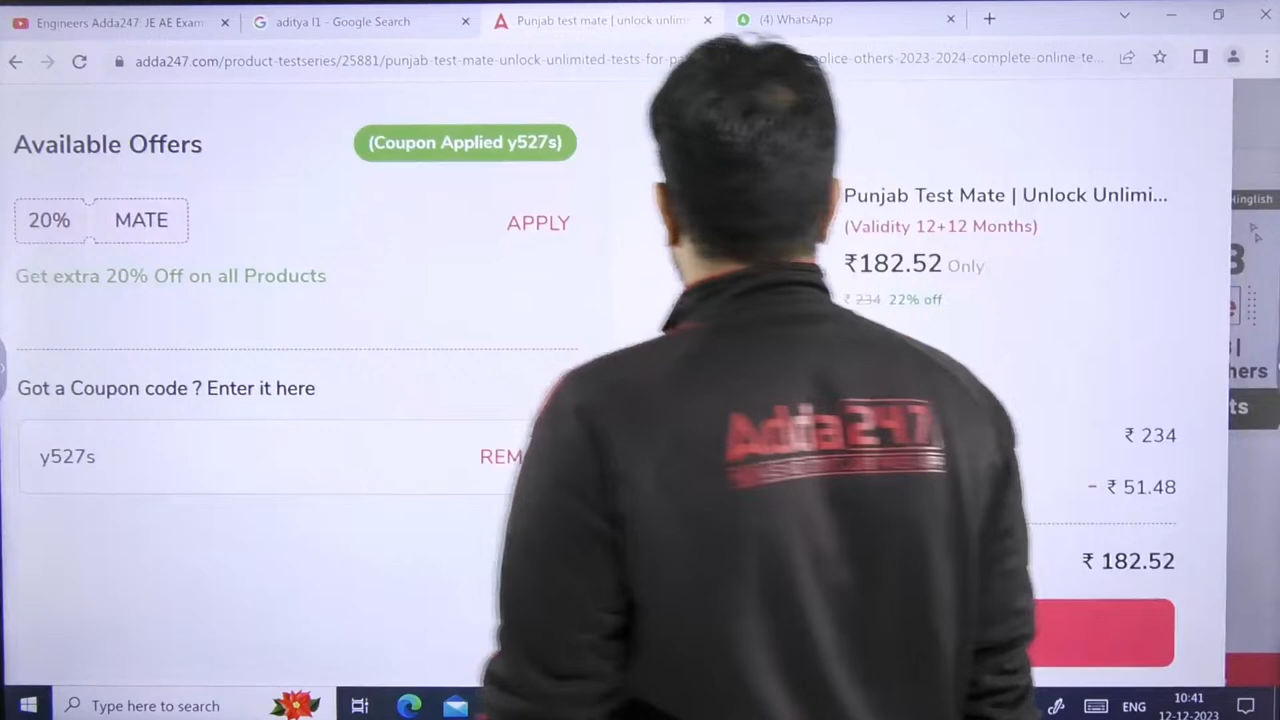 Engineers Adda247 JE AE Exam
aditya l1 - Google Search
Punjab test mate | unlock unlim
(4) WhatsApp
adda247.com/product-testseries/25881/punjab-test-mate-unlock-unlimited-tests-for-p
olice-others-2023-2024-complete-online-te...
Available Offers
(Coupon Applied y527s)
20% MATE
APPLY
Get extra 20% Off on all Products
Got a Coupon code ? Enter it here
y527s
REM
Punjab Test Mate | Unlock Unlimi...
(Validity 12+12 Months)
₹182.52 Only
₹ 234 22% off
₹ 234
- ₹ 51.48
₹ 182.52
Hinglish
hers
ts
Adda247
Type here to search
ENG
10:41
12-12-2023